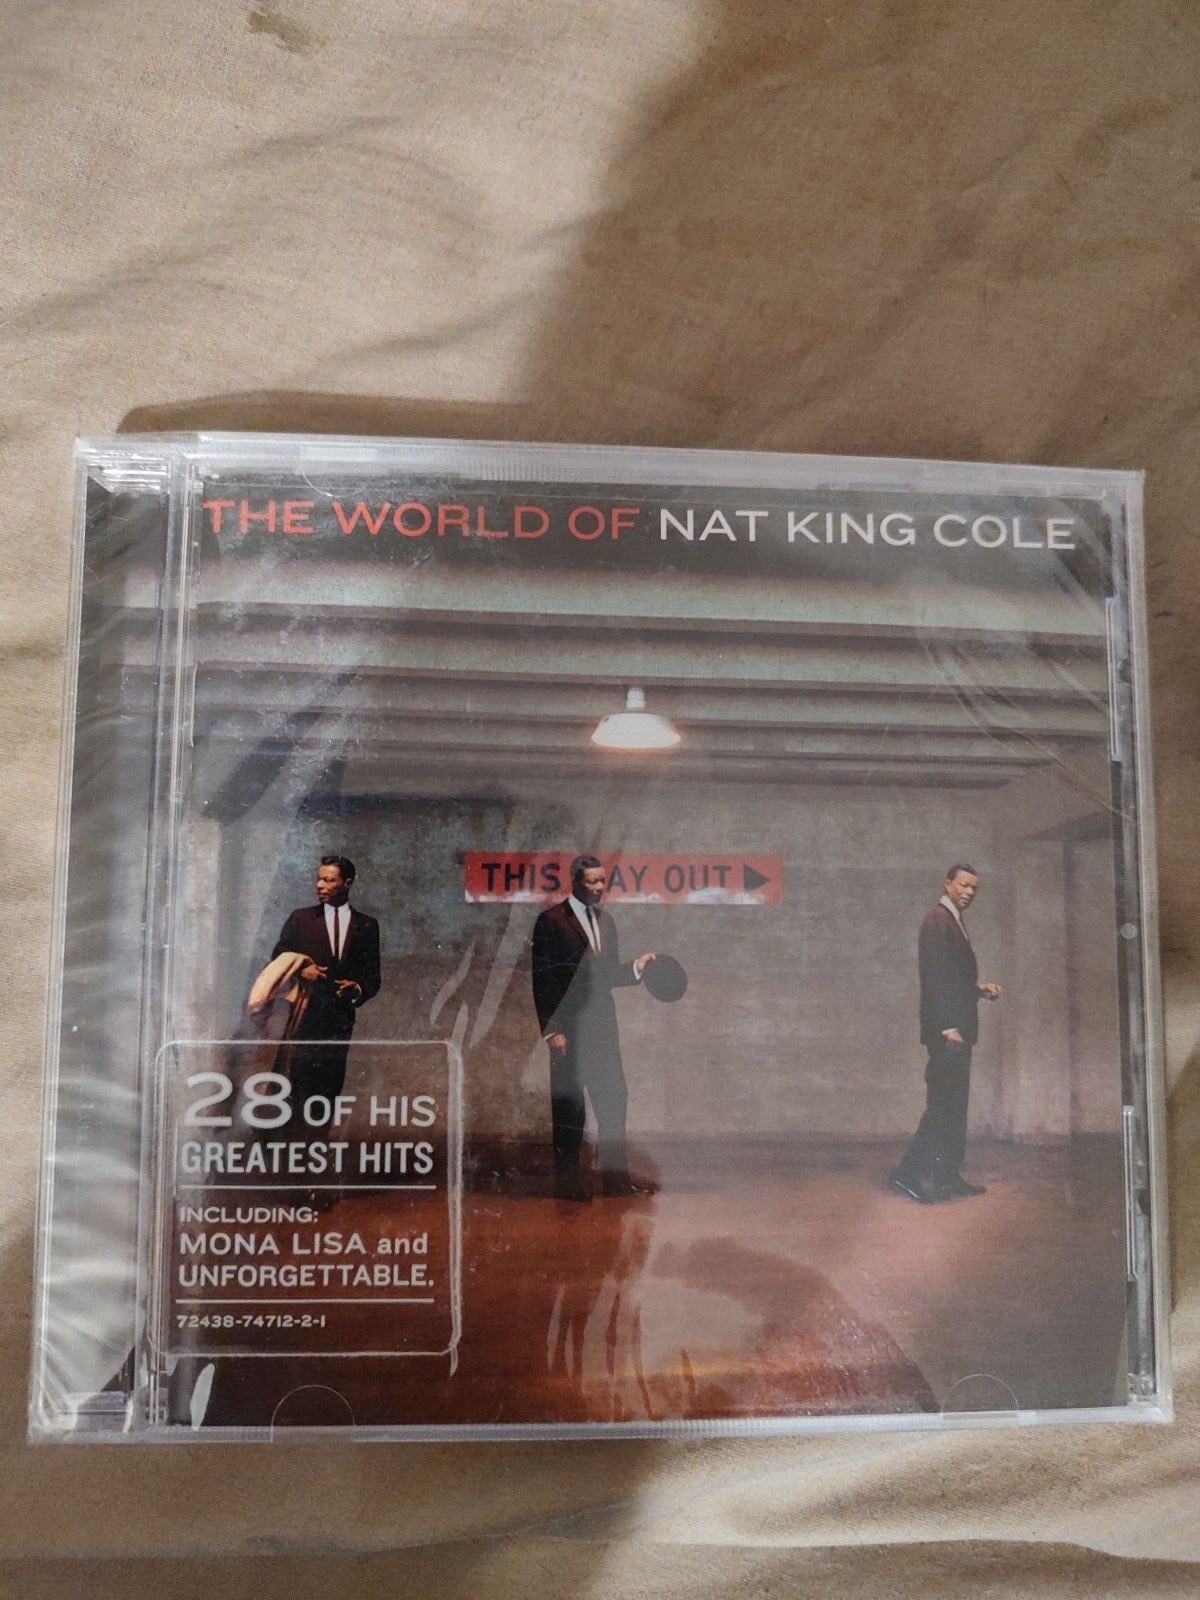 THE WORLD OF NAT KING COLE
THIS AY OUT
28 OF HIS
GREATEST HITS
INCLUDING:
MONA LISA and
UNFORGETTABLE.
72438-74712-2-1